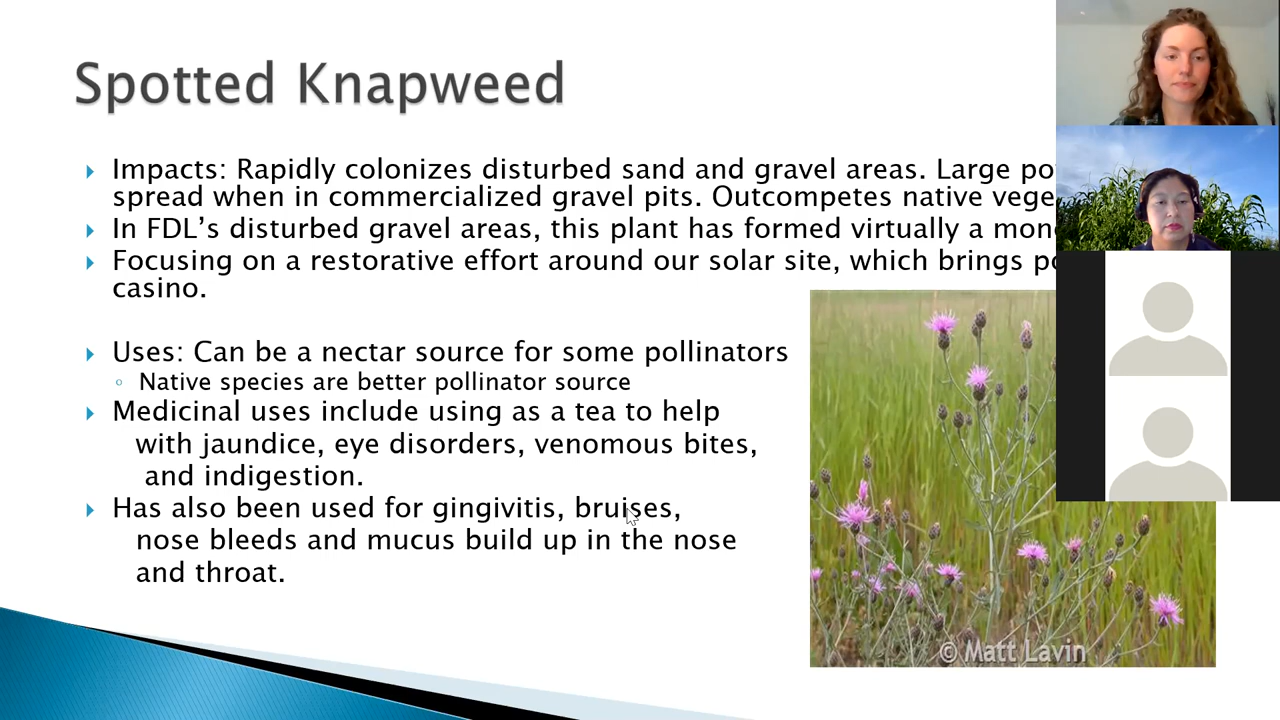 Spotted Knapweed
Impacts: Rapidly colonizes disturbed sand and gravel areas. Large
spread when in commercialized gravel pits. Outcompetes native
In FDL’s disturbed gravel areas, this plant has formed virtually a
Focusing on a restorative effort around our solar site, which brings
casino.
Uses: Can be a nectar source for some pollinators
Native species are better pollinator source
Medicinal uses include using as a tea to help
with jaundice, eye disorders, venomous bites,
and indigestion.
Has also been used for gingivitis, bruises,
nose bleeds and mucus build up in the nose
and throat.
© Matt Lavin